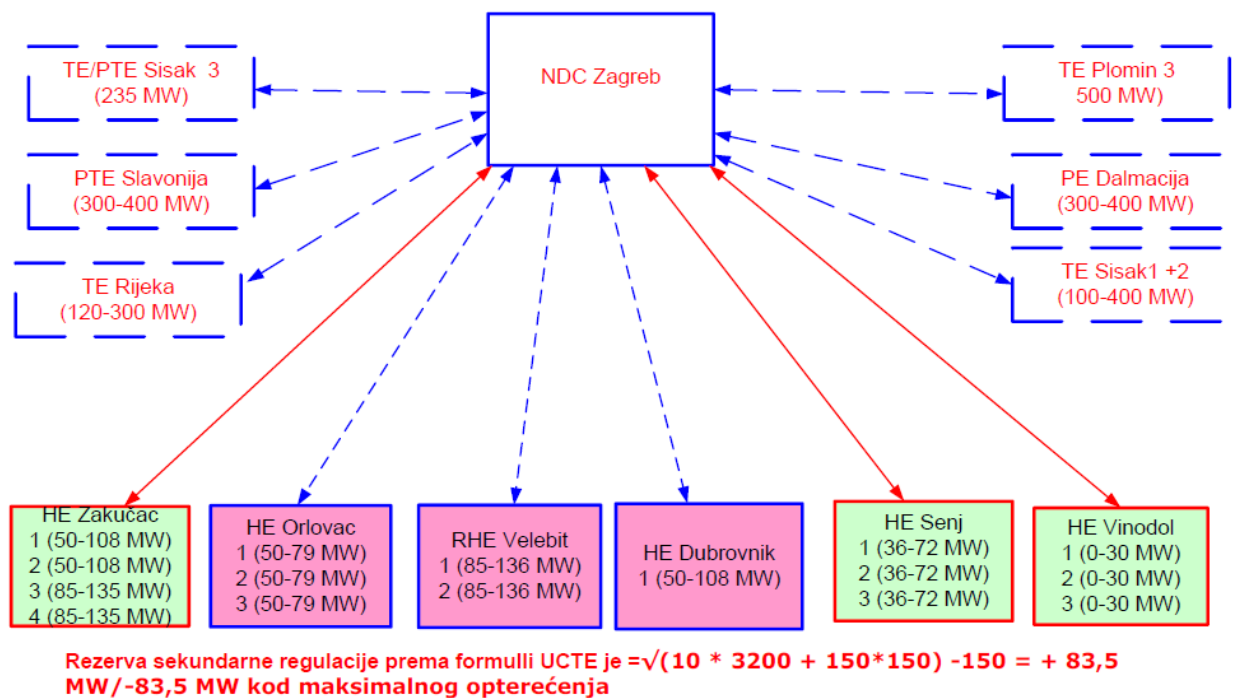 NDC Zagreb
TE/PTE Sisak 3
(235 MW)
PTE Slavonija
(300-400 MW)
TE Rijeka
(120-300 MW)
TE Plomin 3
500 MW)
PE Dalmacija
(300-400 MW)
TE Sisak1 +2
(100-400 MW)
HE Zakučac
1 (50-108 MW)
2 (50-108 MW)
3 (85-135 MW)
4 (85-135 MW)
HE Orlovac
1 (50-79 MW)
2 (50-79 MW)
3 (50-79 MW)
RHE Velebit
1 (85-136 MW)
2 (85-136 MW)
HE Dubrovnik
1 (50-108 MW)
HE Senj
1 (36-72 MW)
2 (36-72 MW)
3 (36-72 MW)
HE Vinodol
1 (0-30 MW)
2 (0-30 MW)
3 (0-30 MW)
Rezerva sekundarne regulacije prema formulli UCTE je =√(10 * 3200 + 150*150) -150 = + 83,5
MW/-83,5 MW kod maksimalnog opterećenja